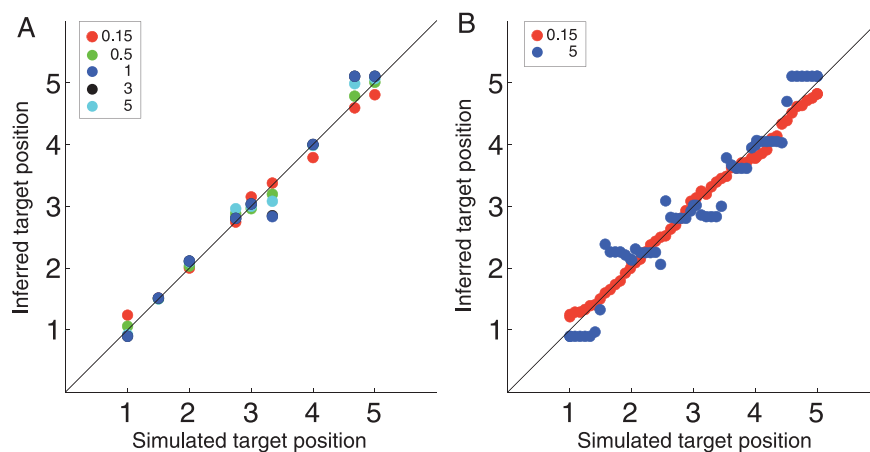 A
0.15
0.5
1
3
5
5
4
3
2
1
Inferred target position
1 2 3 4 5
Simulated target position
B
0.15
5
5
4
3
2
1
Inferred target position
1 2 3 4 5
Simulated target position